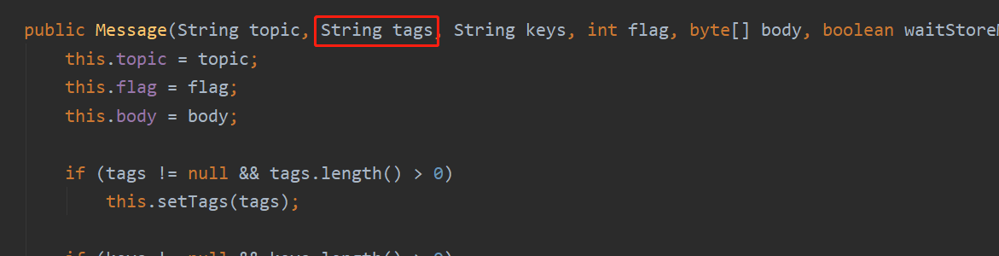 public Message(String topic, String tags, String keys, int flag, byte[] body, boolean waitStore
this.topic = topic;
this.flag = flag;
this.body = body;
if (tags != null && tags.length() > 0)
this.setTags(tags);
if (keys != null && keys.length() > 0)